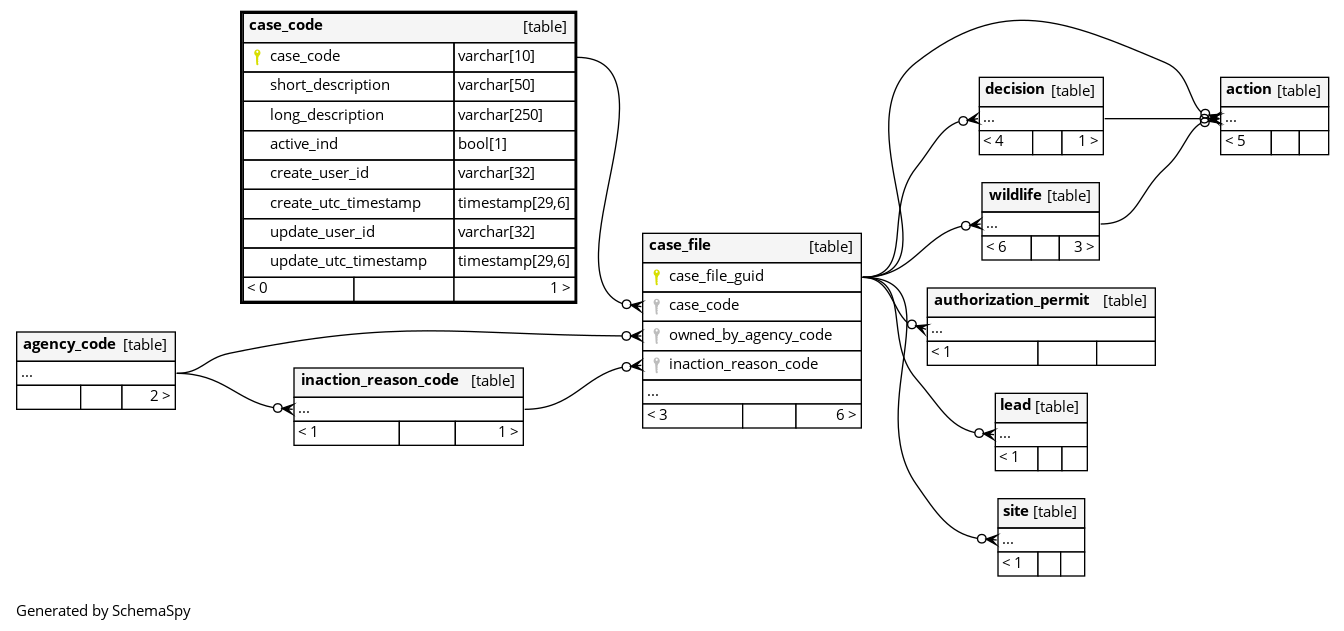 case_code [table]
case_code varchar[10]
short_description varchar[50]
long_description varchar[250]
active_ind bool[1]
create_user_id varchar[32]
create_utc_timestamp timestamp[29,6]
update_user_id varchar[32]
update_utc_timestamp timestamp[29,6]
< 0 1 >
agency_code [table]
...
2 >
inaction_reason_code [table]
...
< 1 1 >
case_file [table]
case_file_guid
case_code
owned_by_agency_code
inaction_reason_code
...
< 3 6 >
decision [table]
...
< 4 1 >
action [table]
...
< 5
wildlife [table]
...
< 6 3 >
authorization_permit [table]
...
< 1
lead [table]
...
< 1
site [table]
...
< 1
Generated by SchemaSpy